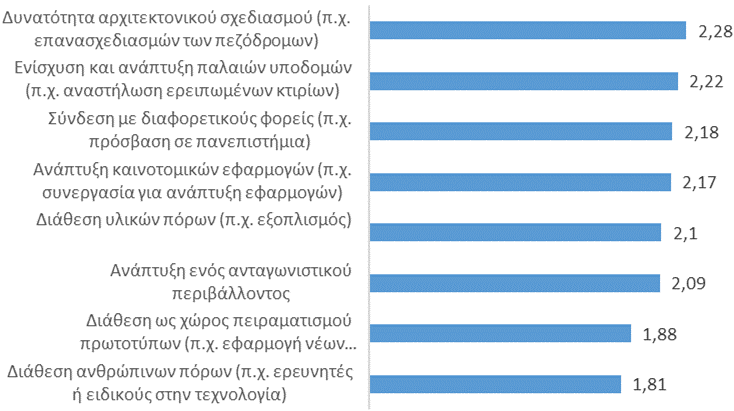 Δυνατότητα αρχιτεκτονικού σχεδιασμού (π.χ.
επανασχεδιασμών των πεζόδρομων)
2,28
Ενίσχυση και ανάπτυξη παλαιών υποδομών
(π.χ. αναστήλωση ερειπωμένων κτιρίων)
2,22
Σύνδεση με διαφορετικούς φορείς (π.χ.
πρόσβαση σε πανεπιστήμια)
2,18
Ανάπτυξη καινοτομικών εφαρμογών (π.χ.
συνεργασία για ανάπτυξη εφαρμογών)
2,17
Διάθεση υλικών πόρων (π.χ. εξοπλισμός)
2,1
Ανάπτυξη ενός ανταγωνιστικού
περιβάλλοντος
2,09
Διάθεση ως χώρος πειραματισμού
πρωτοτύπων (π.χ. εφαρμογή νέων...
1,88
Διάθεση ανθρώπινων πόρων (π.χ. ερευνητές
ή ειδικούς στην τεχνολογία)
1,81